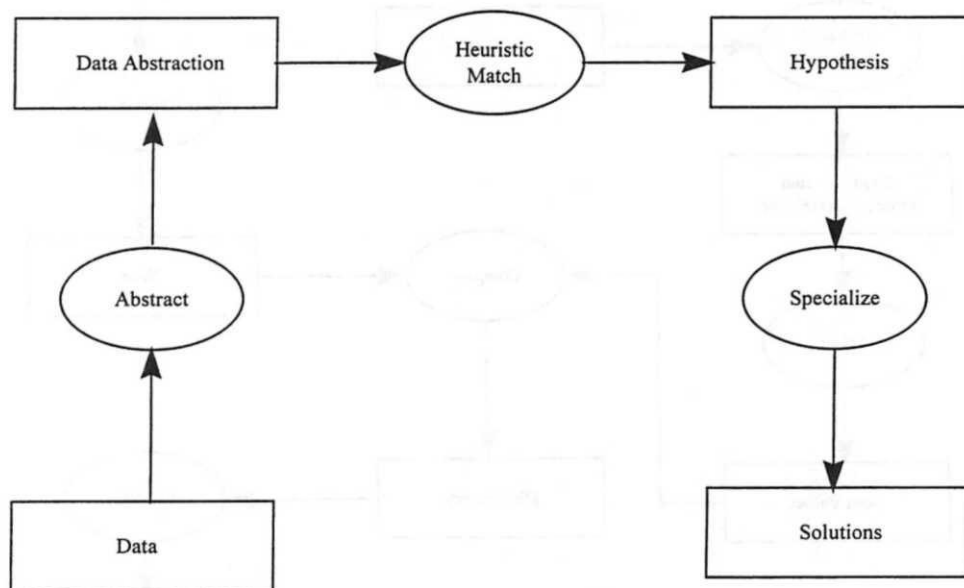 Data Abstraction
Heuristic
Match
Hypothesis
Abstract
Specialize
Data
Solutions